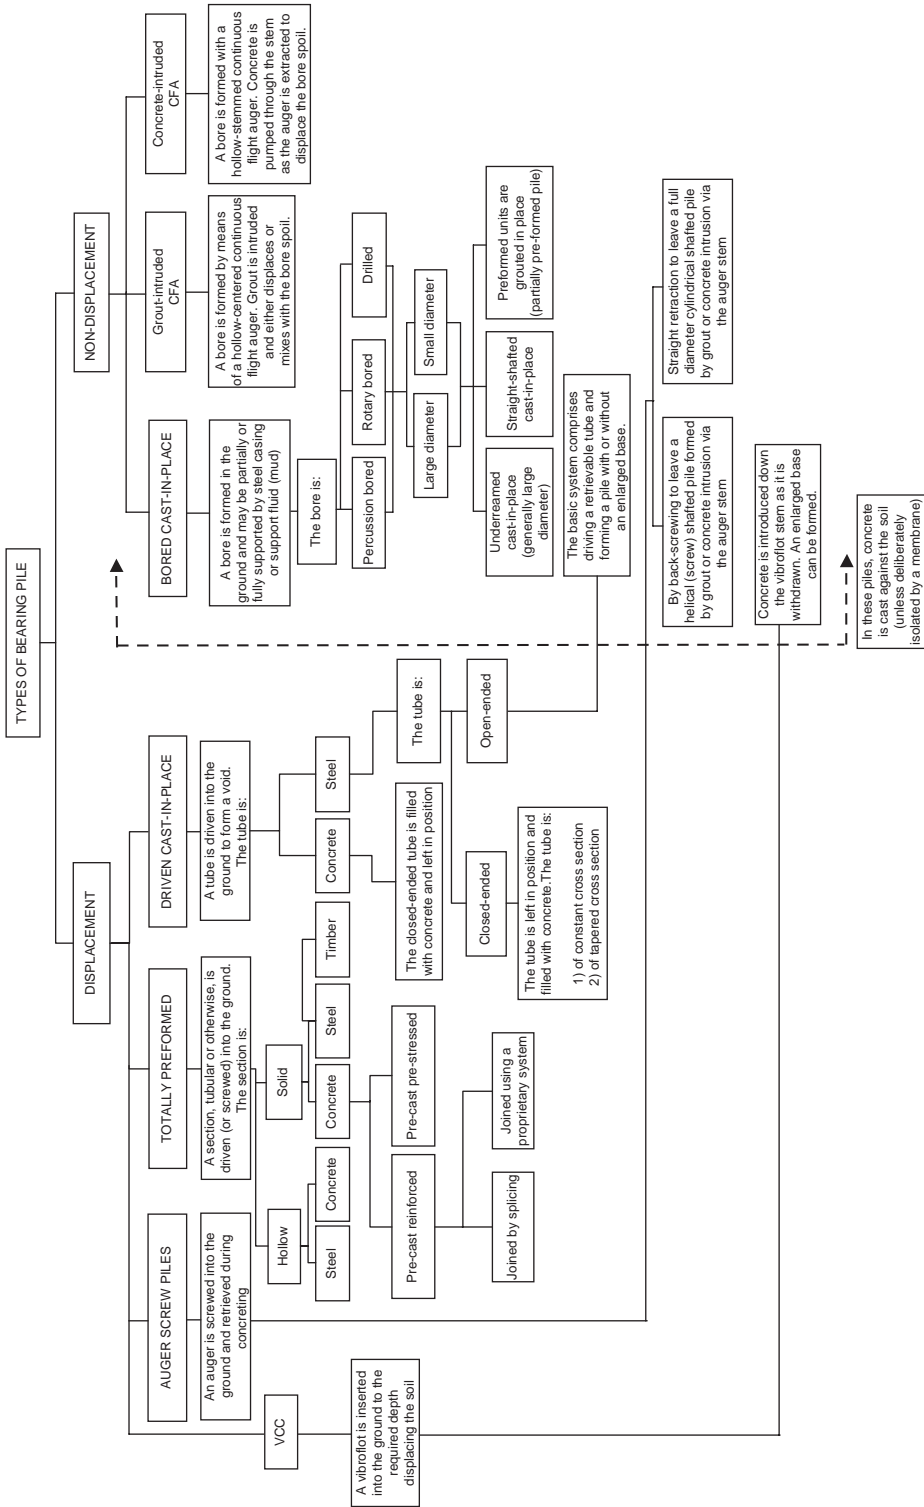 TYPES OF BEARING PILE
DISPLACEMENT
NON-DISPLACEMENT
AUGER SCREW PILES
TOTALLY PREFORMED
DRIVEN CAST-IN-PLACE
BORED CAST-IN-PLACE
Grout-intruded
CFA
Concrete-intruded
CFA
An auger is screwed into the
ground and retrieved during
concreting
A section, tubular or otherwise, is
driven (or screwed) into the ground.
The section is:
A tube is driven into the
ground to form a void.
The tube is:
A bore is formed in the
ground and may be partially or
fully supported by steel casing
or support fluid (mud)
A bore is formed by means
of a hollow-centered continuous
flight auger. Grout is intruded
and either displaces or
mixes with the bore spoil.
A bore is formed with a
hollow-stemmed continuous
flight auger. Concrete is
pumped through the stem
as the auger is extracted to
displace the bore spoil.
VCC
Hollow
Solid
The bore is:
Steel
Concrete
Concrete
Steel
Timber
Concrete
Steel
Percussion bored
Rotary bored
Drilled
A vibroflot is inserted
into the ground to the
required depth
displacing the soil
Pre-cast reinforced
Pre-cast pre-stressed
The closed-ended tube is filled
with concrete and left in position
The tube is:
Large diameter
Small diameter
Closed-ended
Open-ended
Underreamed
cast-in-place
(generally large
diameter)
Straight-shafted
cast-in-place
Preformed units are
grouted in place
(partially pre-formed pile)
Joined by splicing
Joined using a
proprietary system
The tube is left in position and
filled with concrete.The tube is:
1) of constant cross section
2) of tapered cross section
The basic system comprises
driving a retrievable tube and
forming a pile with or without
an enlarged base.
By back-screwing to leave a
helical (screw) shafted pile formed
by grout or concrete intrusion via
the auger stem
Straight retraction to leave a full
diameter cylindrical shafted pile
by grout or concrete intrusion via
the auger stem
Concrete is introduced down
the vibroflot stem as it is
withdrawn. An enlarged base
can be formed.
In these piles, concrete
is cast against the soil
(unless deliberately
isolated by a membrane)